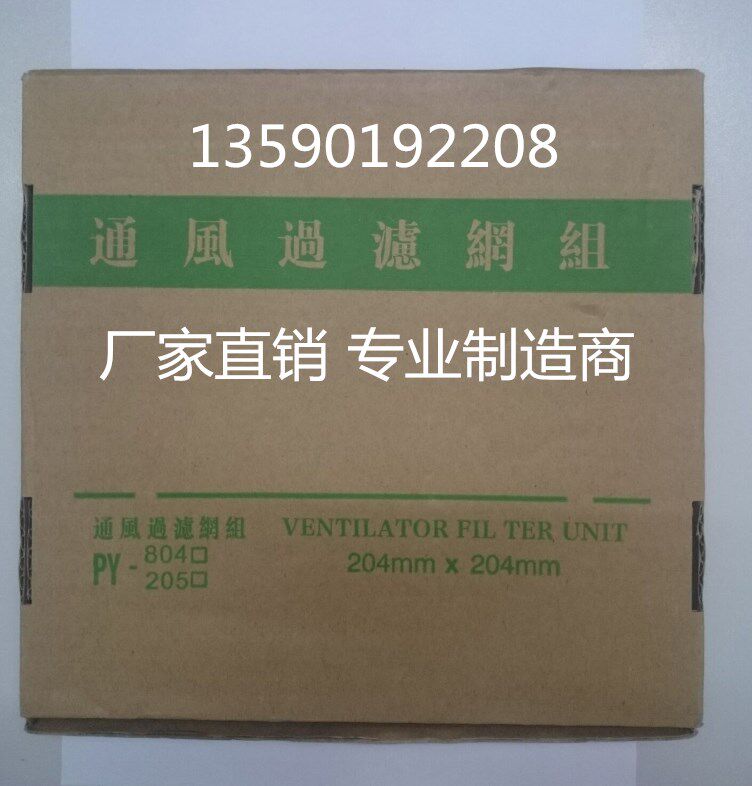 13590192208
通風過濾網組
厂家直销 专业制造商
通風過濾網組 VENTILATOR FIL TER UNIT
PY-804□
205□
204mm x 204mm